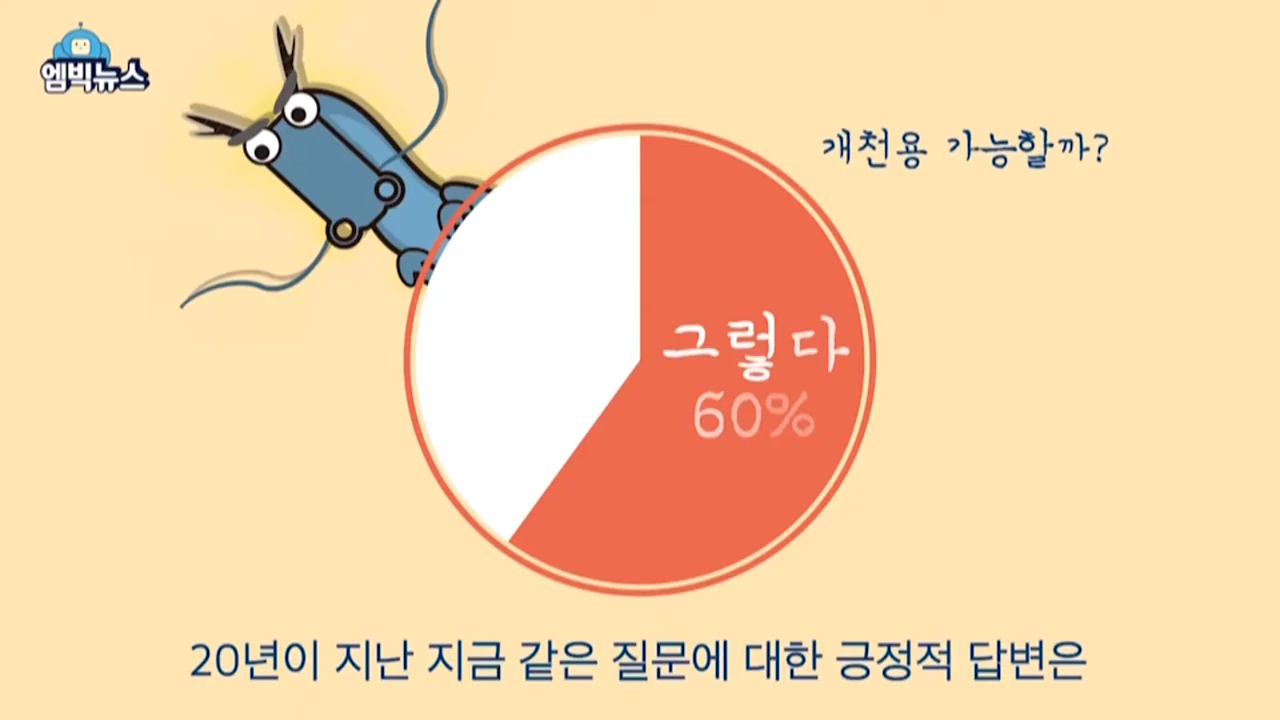 엠빅뉴스
개천용 가능할까?
그렇다
60%
20년이 지난 지금 같은 질문에 대한 긍정적 답변은